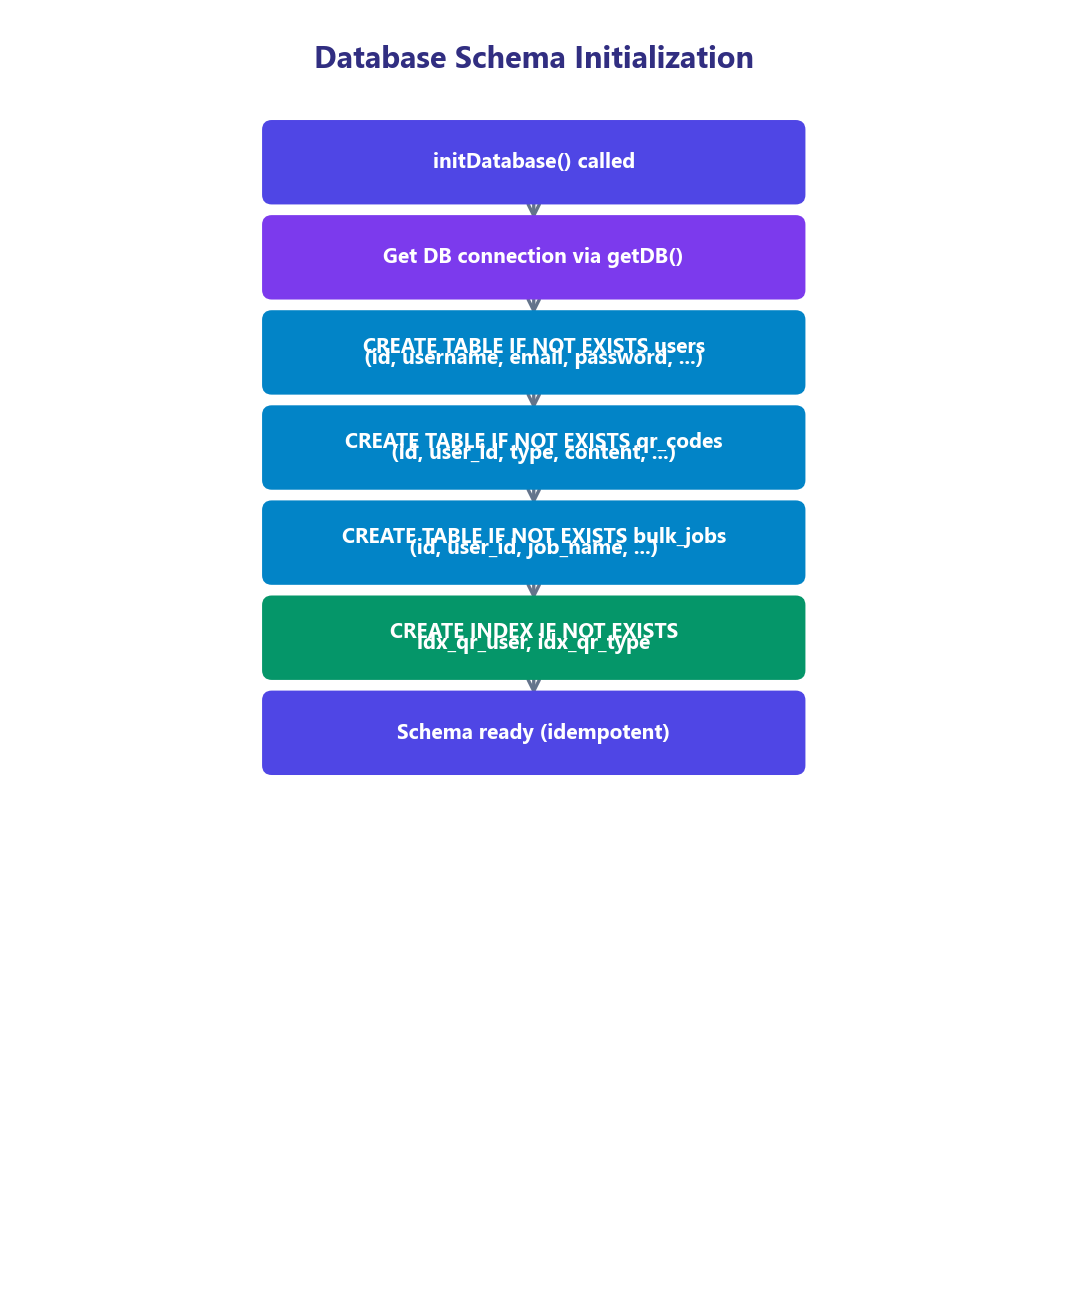 Database Schema Initialization
initDatabase() called
Get DB connection via getDB()
CREATE TABLE IF NOT EXISTS users
(id, username, email, password, ...)
CREATE TABLE IF NOT EXISTS qr_codes
(id, user_id, type, content, ...)
CREATE TABLE IF NOT EXISTS bulk_jobs
(id, user_id, job_name, ...)
CREATE INDEX IF NOT EXISTS
idx_qr_user, idx_qr_type
Schema ready (idempotent)